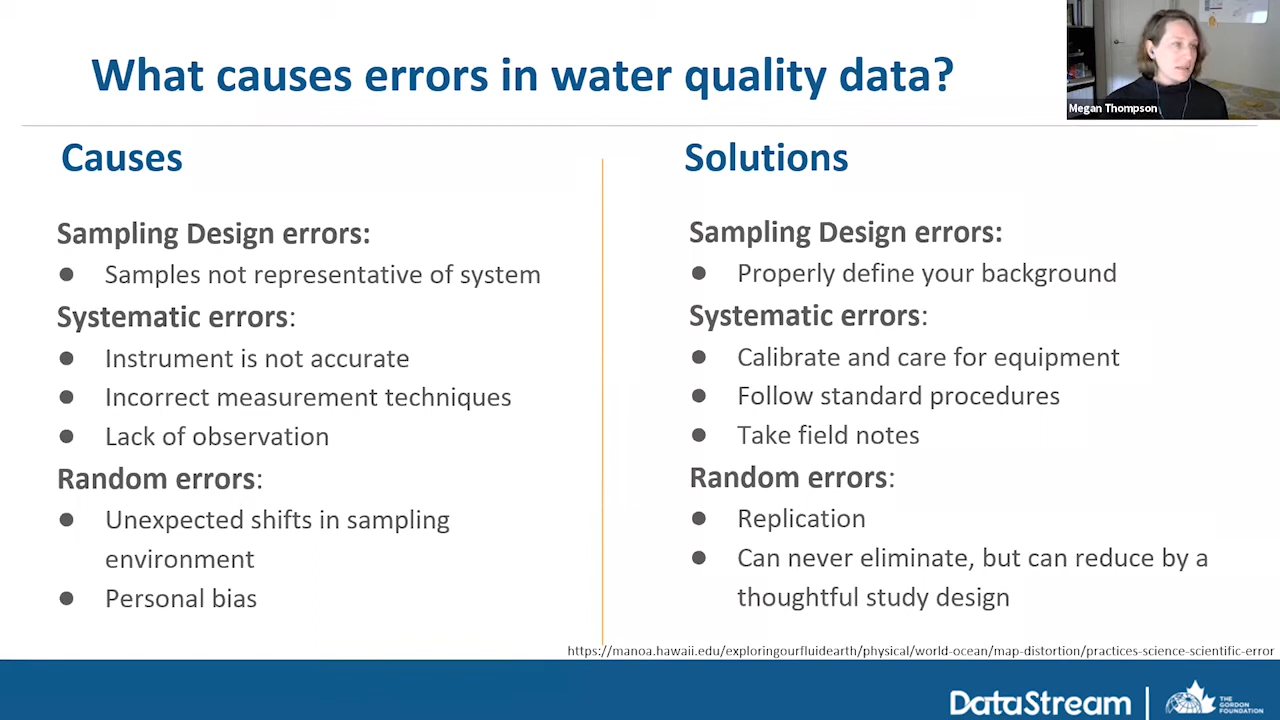 What causes errors in water quality data?
Megan Thompson
Causes
Sampling Design errors:
● Samples not representative of system
Systematic errors:
● Instrument is not accurate
● Incorrect measurement techniques
● Lack of observation
Random errors:
● Unexpected shifts in sampling
environment
● Personal bias
Solutions
Sampling Design errors:
● Properly define your background
Systematic errors:
● Calibrate and care for equipment
● Follow standard procedures
● Take field notes
Random errors:
● Replication
● Can never eliminate, but can reduce by a
thoughtful study design
https://manoa.hawaii.edu/exploringourfluidearth/physical/world-ocean/map-distortion/practices-science-scientific-error
DataStream
THE
GORDON
FOUNDATION